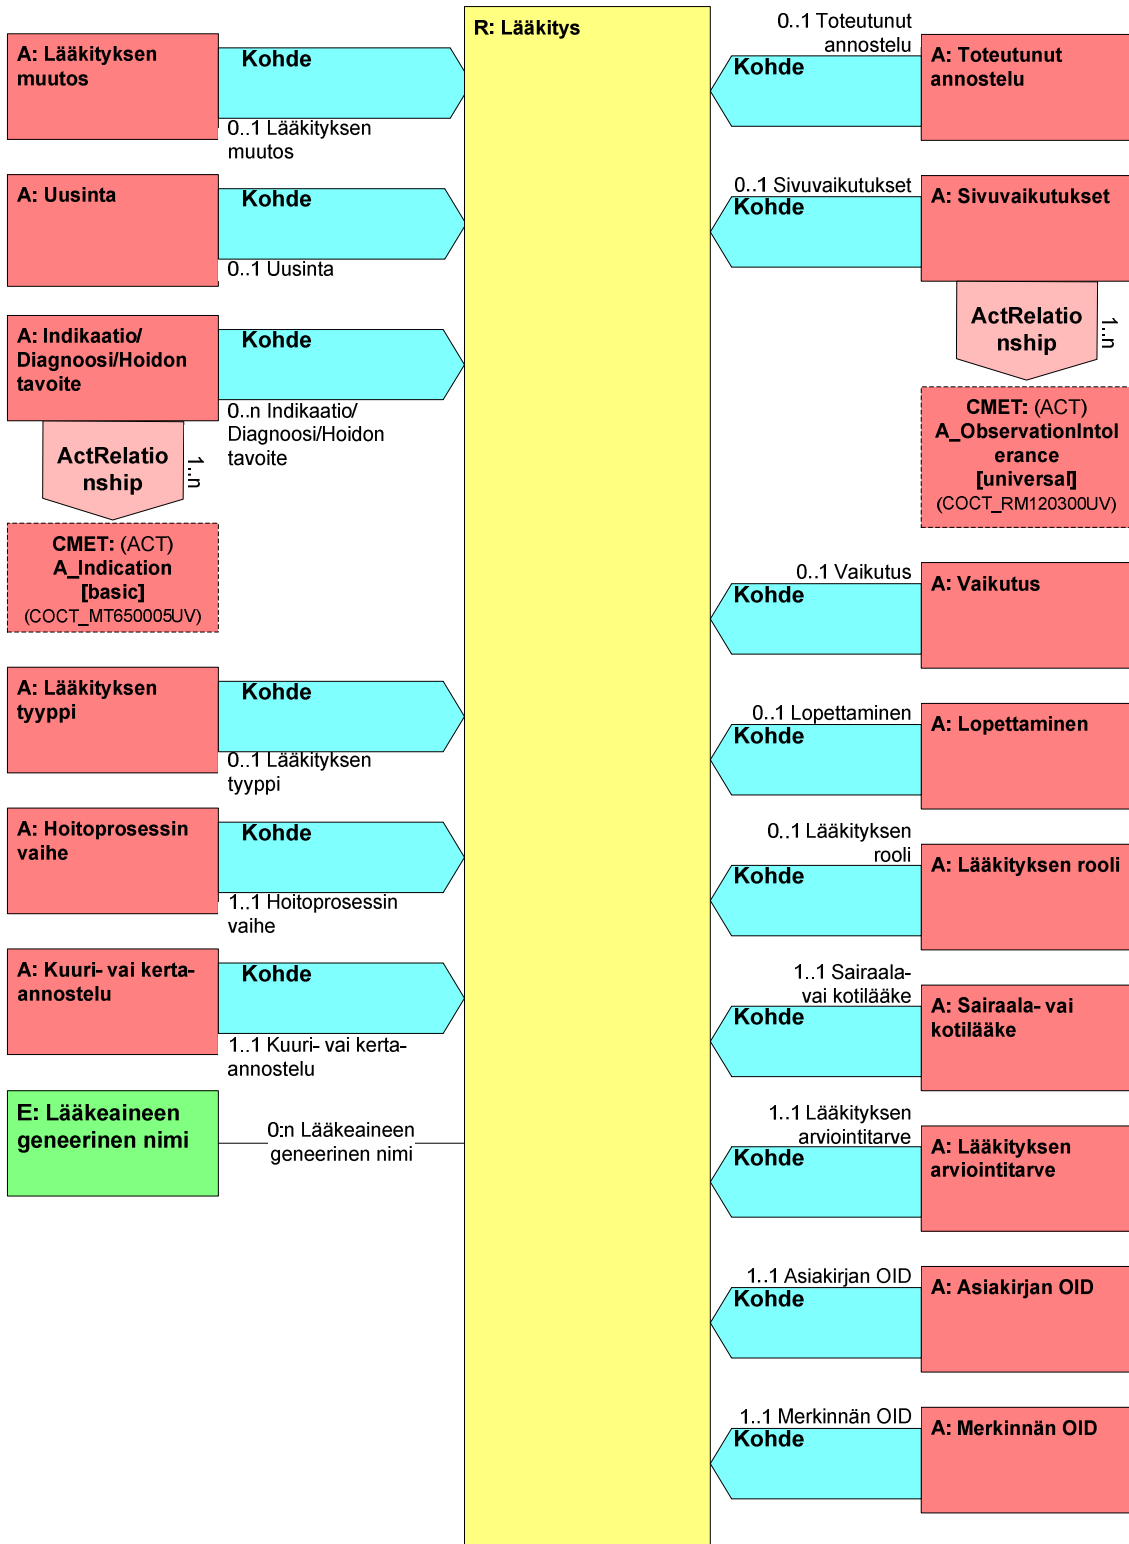 R: Lääkitys
A: Lääkityksen
muutos
Kohde
0..1 Lääkityksen
muutos
A: Uusinta
Kohde
0..1 Uusinta
A: Indikaatio/
Diagnoosi/Hoidon
tavoite
Kohde
0..n Indikaatio/
Diagnoosi/Hoidon
tavoite
ActRelatio
nship
1..n
CMET: (ACT)
A_Indication
[basic]
(COCT_MT650005UV)
A: Lääkityksen
tyyppi
Kohde
0..1 Lääkityksen
tyyppi
A: Hoitoprosessin
vaihe
Kohde
1..1 Hoitoprosessin
vaihe
A: Kuuri- vai kerta-
annostelu
Kohde
1..1 Kuuri- vai kerta-
annostelu
E: Lääkeaineen
geneerinen nimi
0:n Lääkeaineen
geneerinen nimi
0..1 Toteutunut
annostelu
Kohde
A: Toteutunut
annostelu
0..1 Sivuvaikutukset
Kohde
A: Sivuvaikutukset
ActRelatio
nship
1..n
CMET: (ACT)
A_ObservationIntol
erance
[universal]
(COCT_RM120300UV)
0..1 Vaikutus
Kohde
A: Vaikutus
0..1 Lopettaminen
Kohde
A: Lopettaminen
0..1 Lääkityksen
rooli
Kohde
A: Lääkityksen rooli
1..1 Sairaala-
vai kotilääke
Kohde
A: Sairaala- vai
kotilääke
1..1 Lääkityksen
arviointitarve
Kohde
A: Lääkityksen
arviointitarve
1..1 Asiakirjan OID
Kohde
A: Asiakirjan OID
1..1 Merkinnän OID
Kohde
A: Merkinnän OID